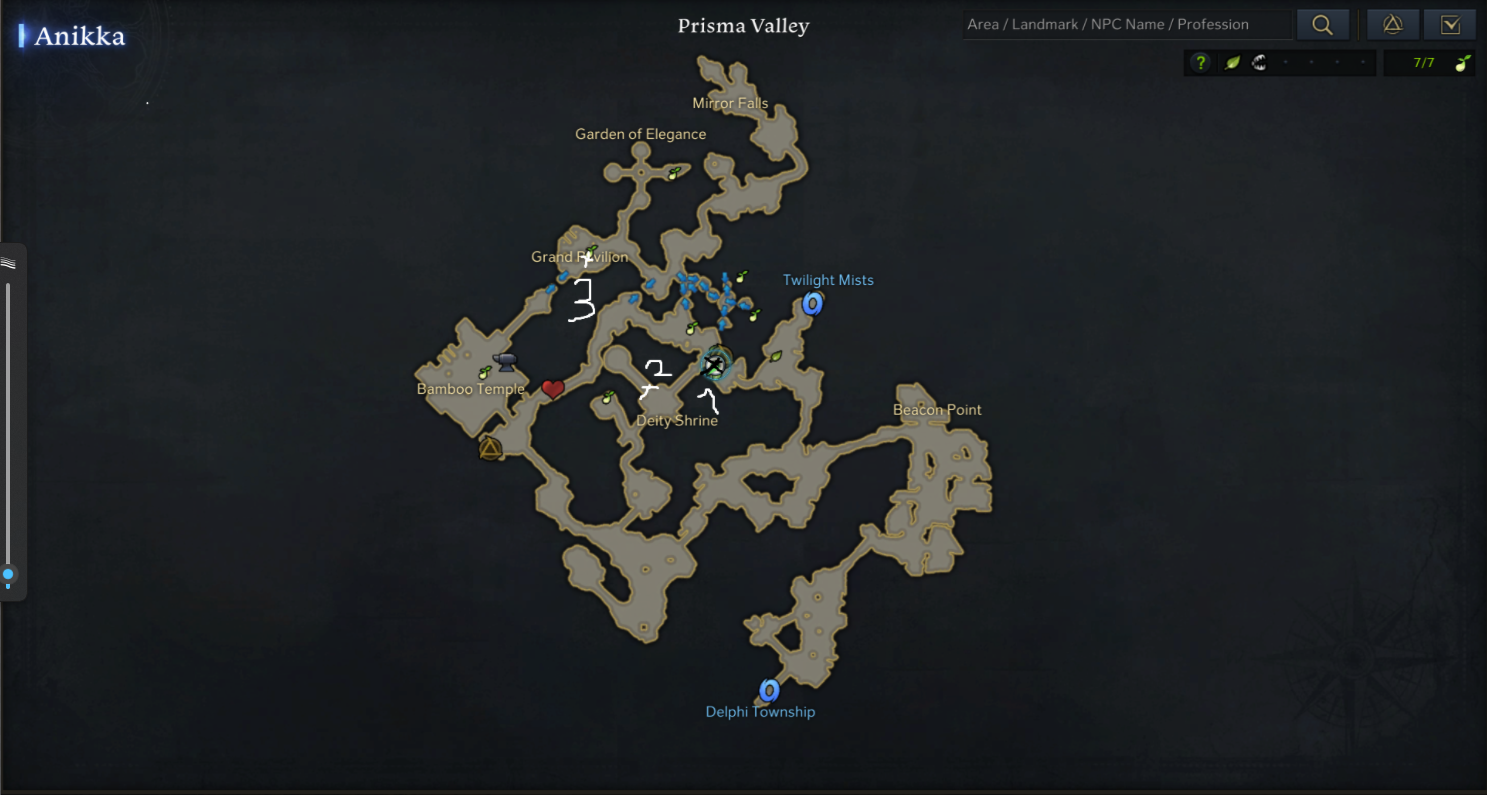 Anikka
Prisma Valley
Area / Landmark / NPC Name / Profession
?
7/7
Mirror Falls
Garden of Elegance
Grand Pavilion
Twilight Mists
3
2
1
Bamboo Temple
Deity Shrine
Beacon Point
Delphi Township